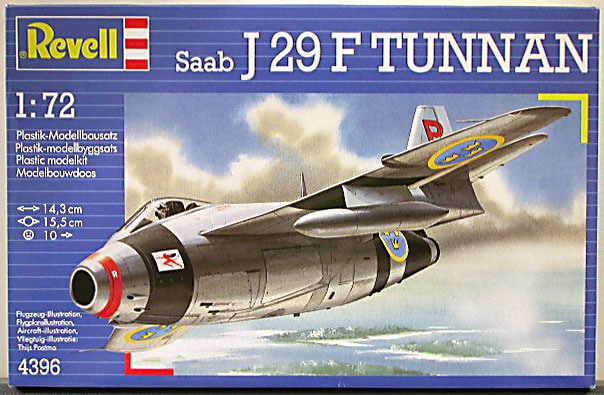 ®Revell
Saab J 29 F TUNNAN
1:72
Plastik-Modellbausatz
Plastik-modellbyggsats
Plastic modelkit
Modelbouwdoos
14,3 cm
15,5 cm
10
R
R
Flugzeug-Illustration,
Flygplansillustration,
Aircraft-illustration,
Vliegtuig-illustratie:
Thijs Postma
4396